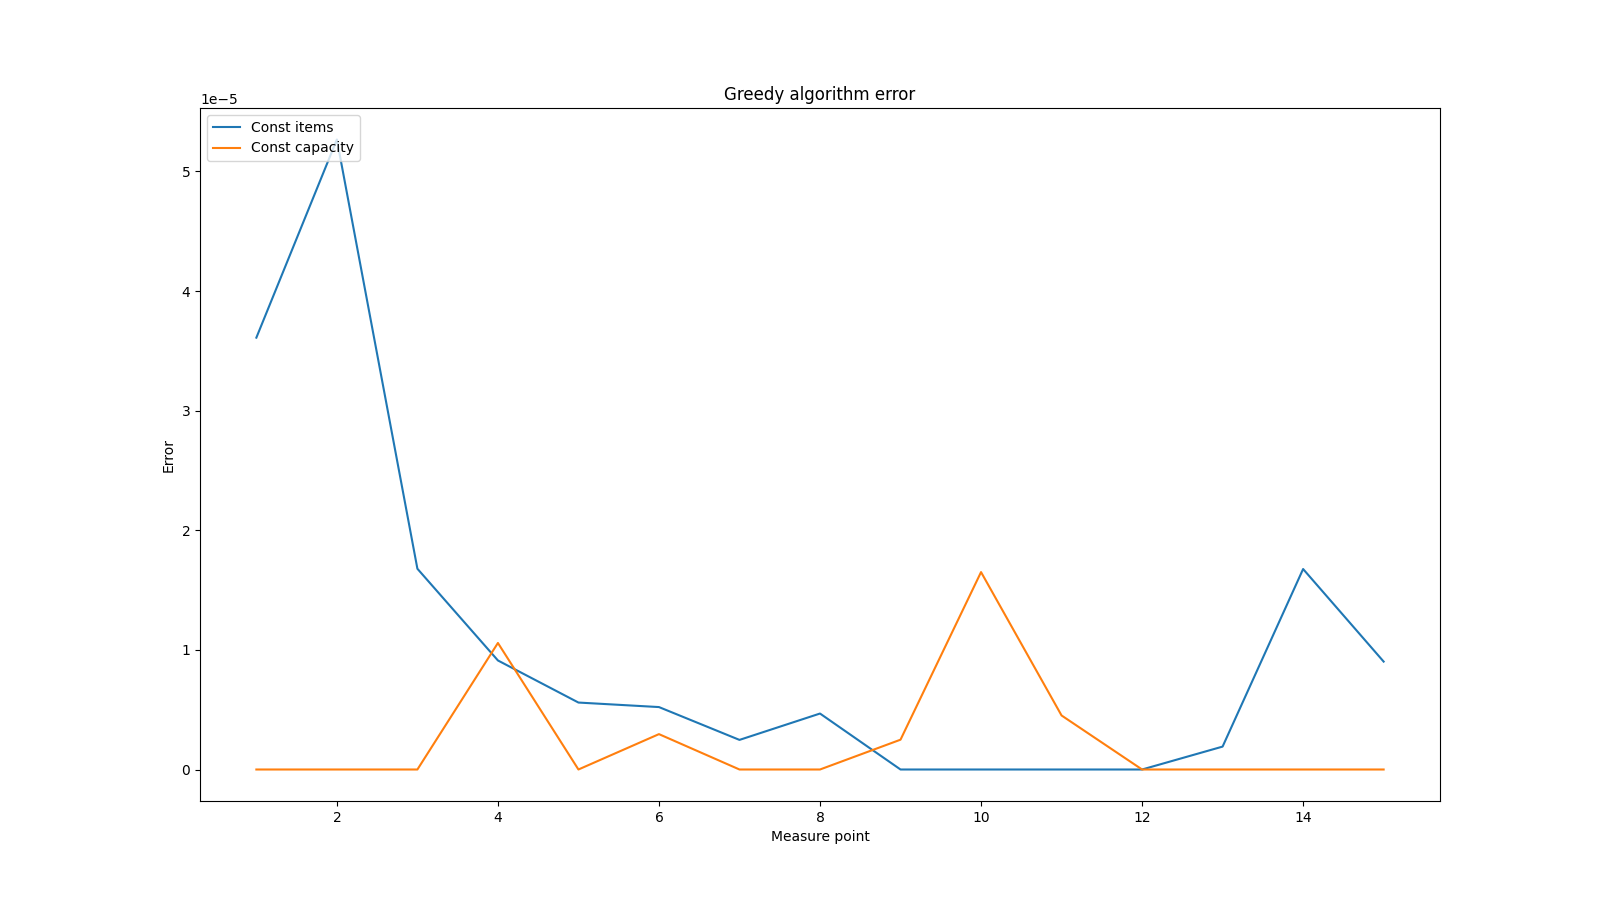 Greedy algorithm error
1e−5
Const items
Const capacity
5
4
3
2
1
0
Error
2 4 6 8 10 12 14
Measure point